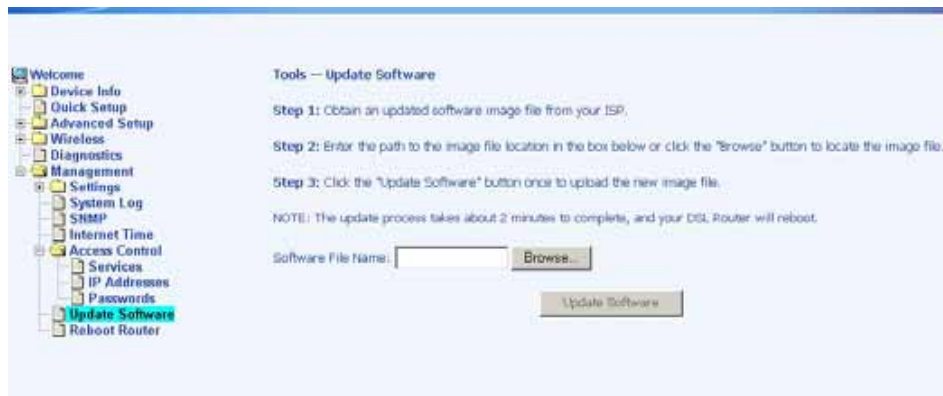 Welcome
Device Info
Quick Setup
Advanced Setup
Wireless
Diagnostics
Management
Settings
System Log
SNMP
Internet Time
Access Control
Services
IP Addresses
Passwords
Update Software
Reboot Router
Tools -- Update Software
Step 1: Obtain an updated software image file from your ISP.
Step 2: Enter the path to the image file location in the box below or click the "Browse" button to locate the image file.
Step 3: Click the "Update Software" button once to upload the new image file.
NOTE: The update process takes about 2 minutes to complete, and your DSL Router will reboot.
Software File Name: Browse...
Update Software